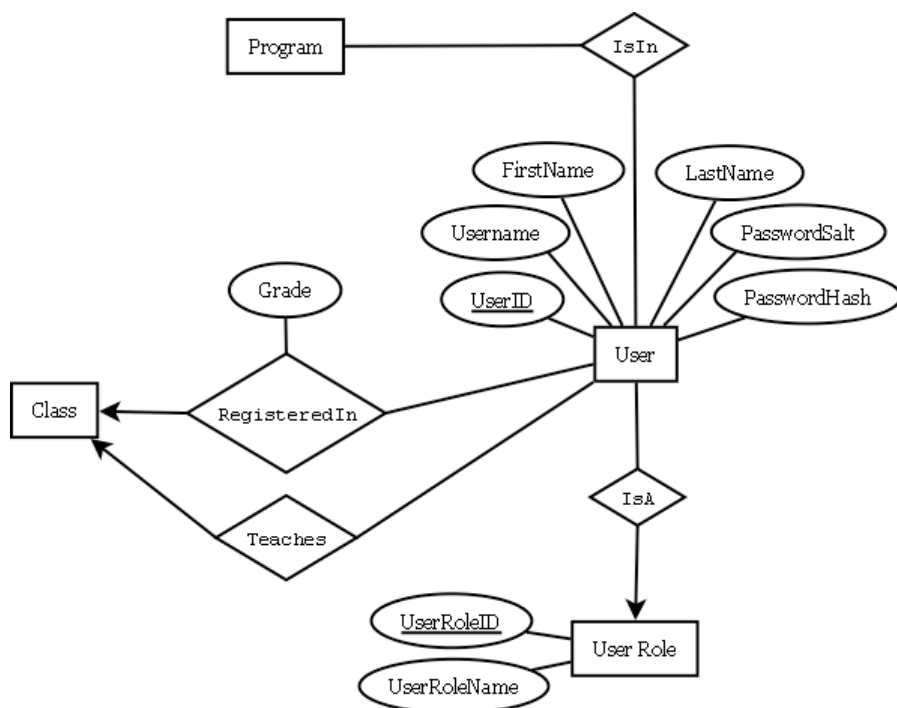 Program
IsIn
FirstName
LastName
Username
PasswordSalt
Grade
UserID
PasswordHash
User
Class
RegisteredIn
IsA
Teaches
UserRoleID
User Role
UserRoleName